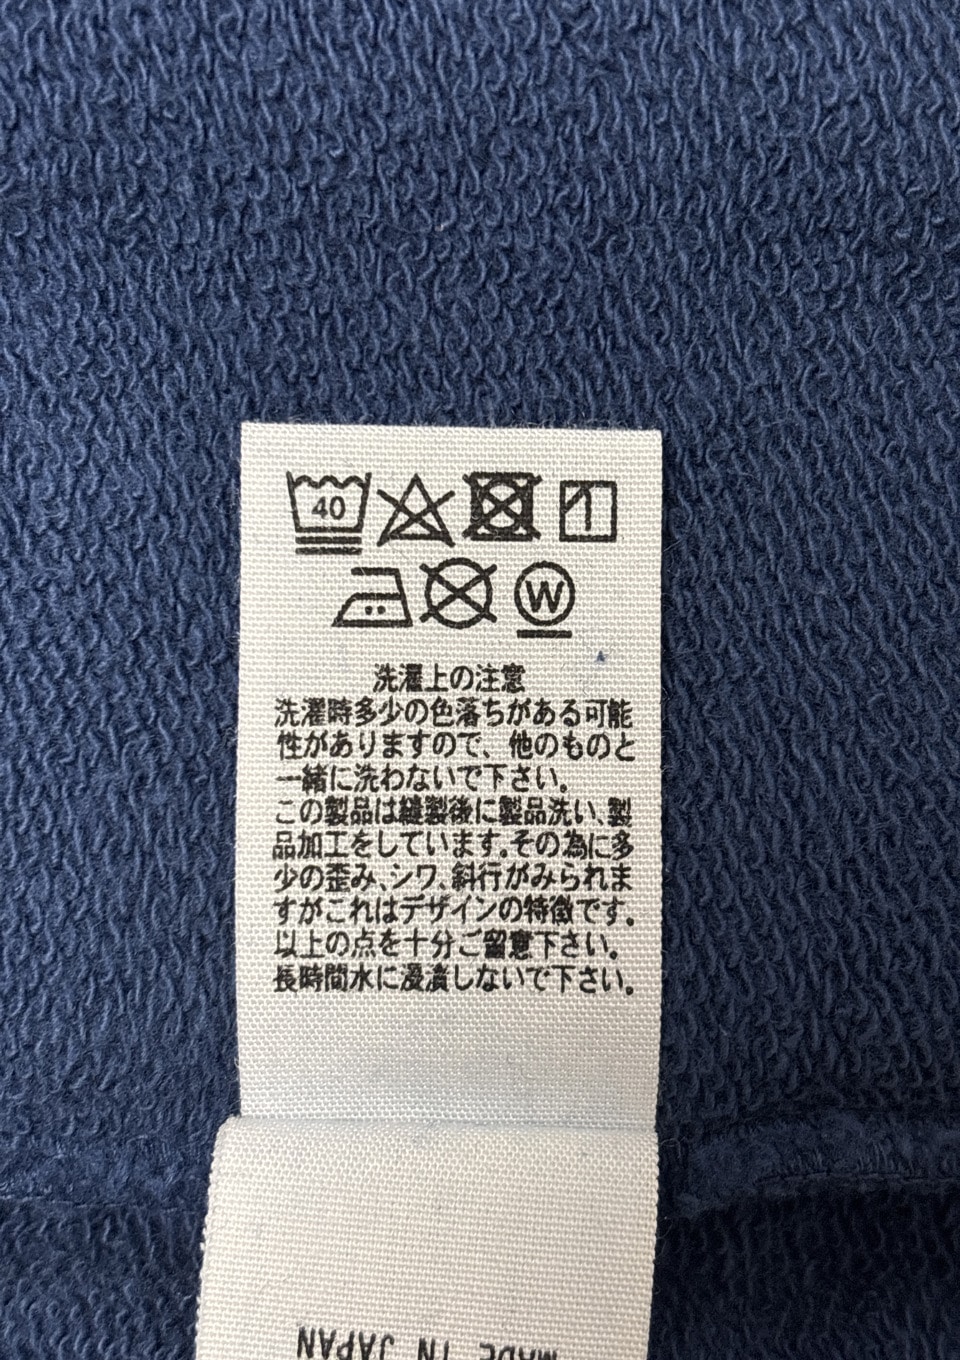 40
W
洗濯上の注意
洗濯時多少の色落ちがある可能
性がありますので、他のものと
一緒に洗わないで下さい。
この製品は縫製後に製品洗い、製
品加工をしています。その為に多
少の歪み、シワ、斜行がみられま
すがこれはデザインの特徴です。
以上の点を十分ご留意下さい。
長時間水に浸漬しないで下さい。
MADE IN JAPAN